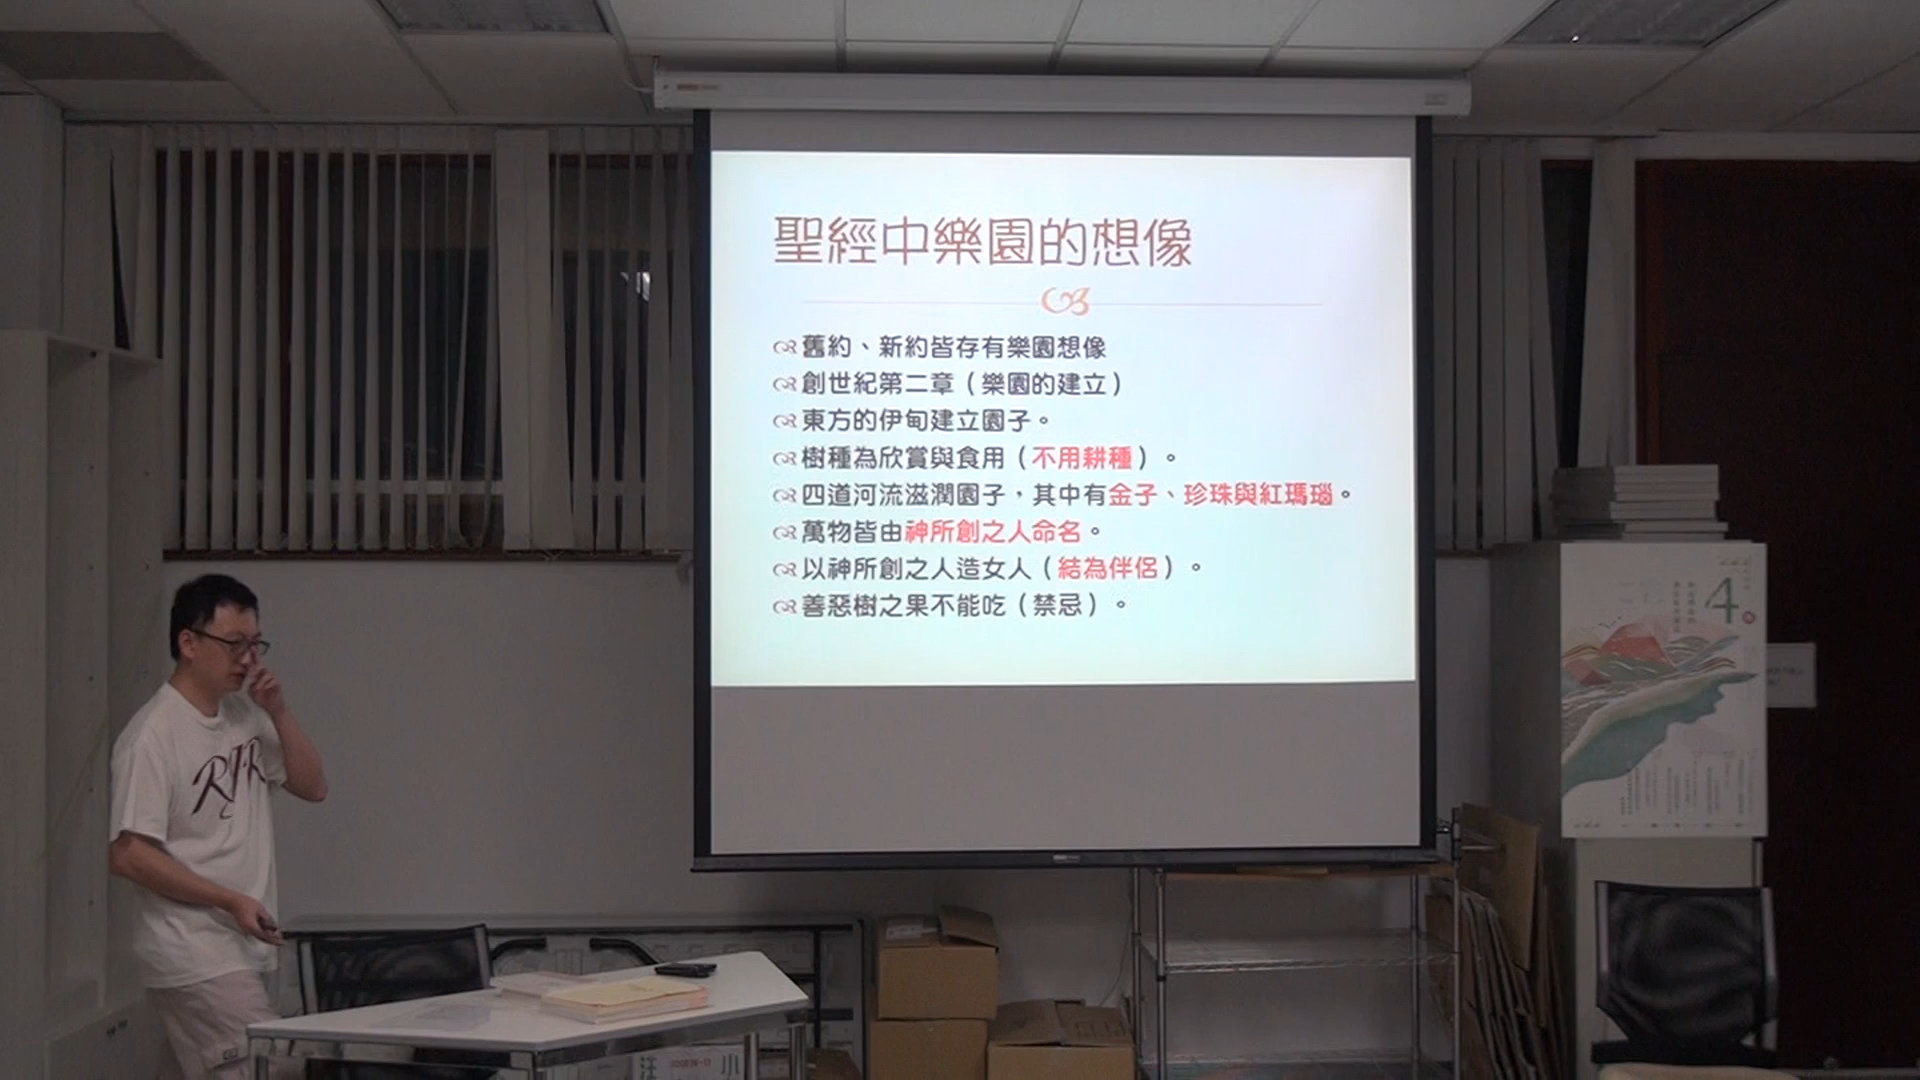 聖經中樂園的想像
舊約、新約皆存有樂園想像
創世紀第二章（樂園的建立）
東方的伊甸建立園子。
樹種為欣賞與食用（不用耕種）。
四道河流滋潤園子，其中有金子、珍珠與紅瑪瑙。
萬物皆由神所創之人命名。
以神所創之人造女人（結為伴侶）。
善惡樹之果不能吃（禁忌）。
RJR
4
汪
小